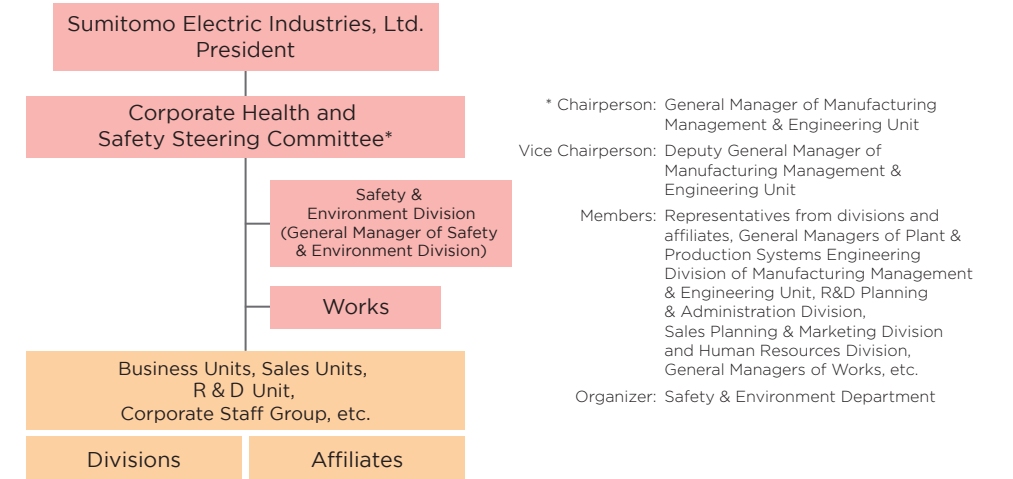 Sumitomo Electric Industries, Ltd.
President
Corporate Health and
Safety Steering Committee*
Safety &
Environment Division
(General Manager of Safety
& Environment Division)
Works
Business Units, Sales Units,
R & D Unit,
Corporate Staff Group, etc.
Divisions
Affiliates
* Chairperson: General Manager of Manufacturing
Management & Engineering Unit
Vice Chairperson: Deputy General Manager of
Manufacturing Management &
Engineering Unit
Members: Representatives from divisions and
affiliates, General Managers of Plant &
Production Systems Engineering
Division of Manufacturing Management
& Engineering Unit, R&D Planning
& Administration Division,
Sales Planning & Marketing Division
and Human Resources Division,
General Managers of Works, etc.
Organizer: Safety & Environment Department